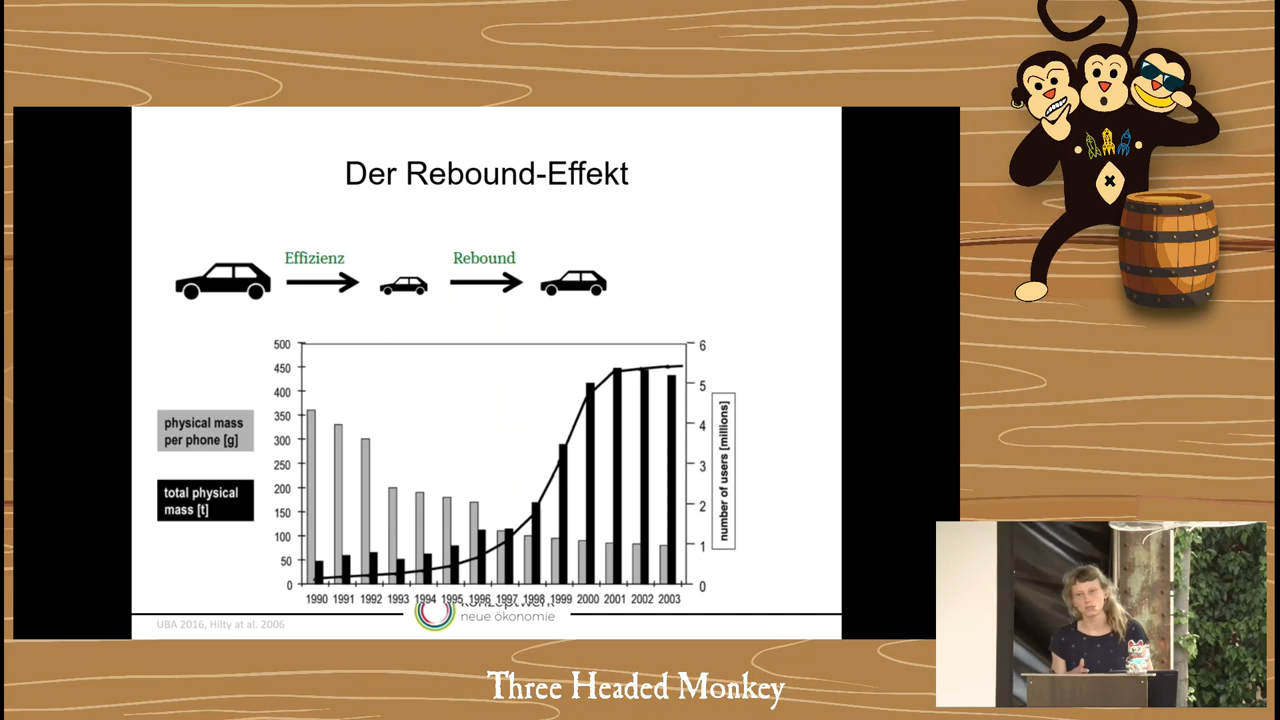 Der Rebound-Effekt
Effizienz
Rebound
500
450
400
350
300
250
200
150
100
50
0
6
5
4
3
2
1
0
physical mass
per phone [g]
total physical
mass [t]
number of users [millions]
1990 1991 1992 1993 1994 1995 1996 1997 1998 1999 2000 2001 2002 2003
konzeptwerk
neue ökonomie
UBA 2016, Hilty at al. 2006
Three Headed Monkey